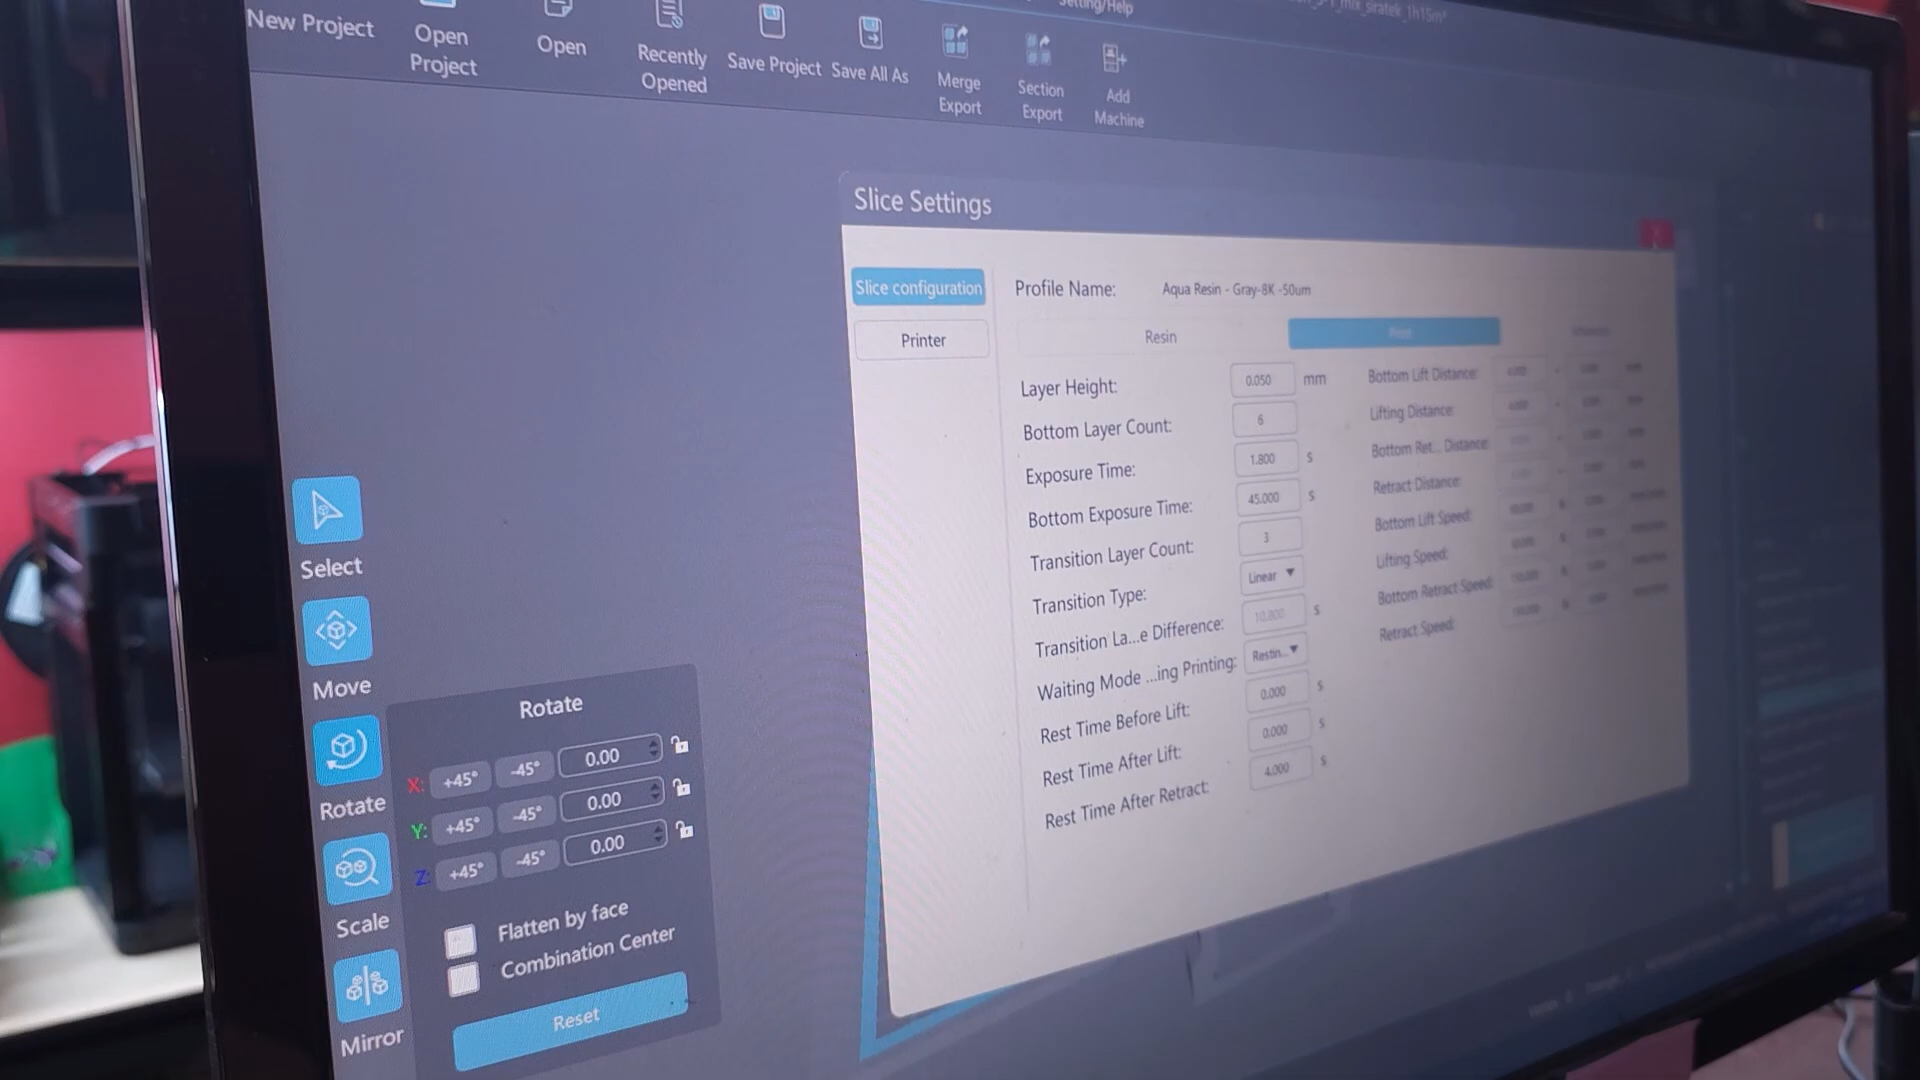 New Project
Open Project
Open
Recently Opened
Save Project
Save All As
Merge Export
Section Export
Add Machine
Setting/Help
Slice Settings
Slice configuration
Printer
Profile Name: Aqua Resin - Gray-8K -50um
Resin
Layer Height: 0.050 mm
Bottom Layer Count: 6
Exposure Time: 1.800 s
Bottom Exposure Time: 45.000 s
Transition Layer Count: 3
Transition Type: Linear
Transition La...e Difference: 10.800 s
Waiting Mode ...ing Printing: Restin...
Rest Time Before Lift: 0.000 s
Rest Time After Lift: 0.000 s
Rest Time After Retract: 4.000 s
Bottom Lift Distance:
Lifting Distance:
Bottom Ret... Distance:
Retract Distance:
Bottom Lift Speed:
Lifting Speed:
Bottom Retract Speed:
Retract Speed:
Select
Move
Rotate
Scale
Mirror
Rotate
X: +45° -45° 0.00
Y: +45° -45° 0.00
Z: +45° -45° 0.00
Flatten by face
Combination Center
Reset